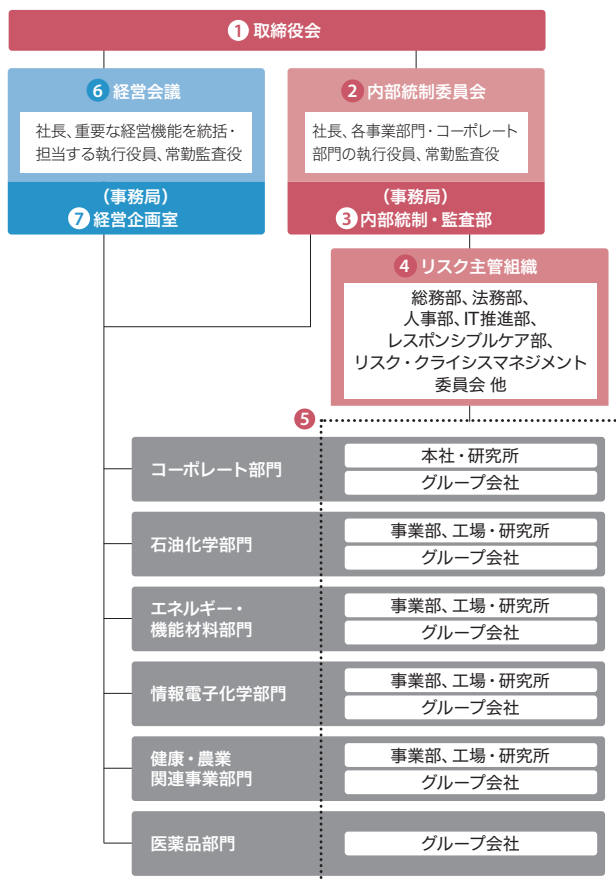 1 取締役会
6 経営会議
社長、重要な経営機能を統括・
担当する執行役員、常勤監査役
(事務局)
7 経営企画室
2 内部統制委員会
社長、各事業部門・コーポレート
部門の執行役員、常勤監査役
(事務局)
3 内部統制・監査部
4 リスク主管組織
総務部、法務部、
人事部、IT推進部、
レスポンシブルケア部、
リスク・クライシスマネジメント
委員会 他
5
コーポレート部門
本社・研究所
グループ会社
石油化学部門
事業部、工場・研究所
グループ会社
エネルギー・
機能材料部門
事業部、工場・研究所
グループ会社
情報電子化学部門
事業部、工場・研究所
グループ会社
健康・農業
関連事業部門
事業部、工場・研究所
グループ会社
医薬品部門
グループ会社